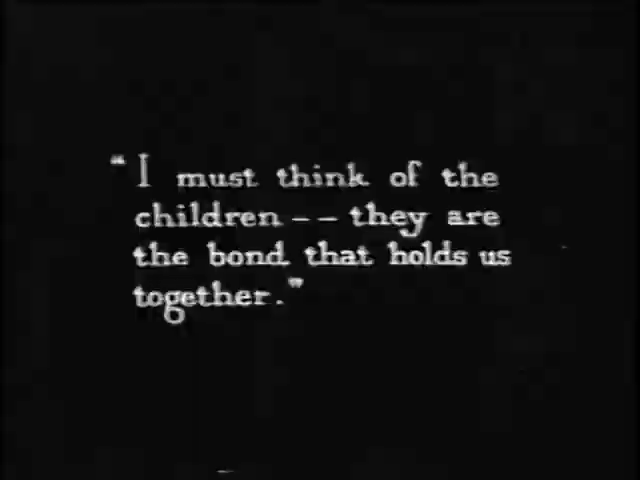 "I must think of the
children -- they are
the bond that holds us
together."